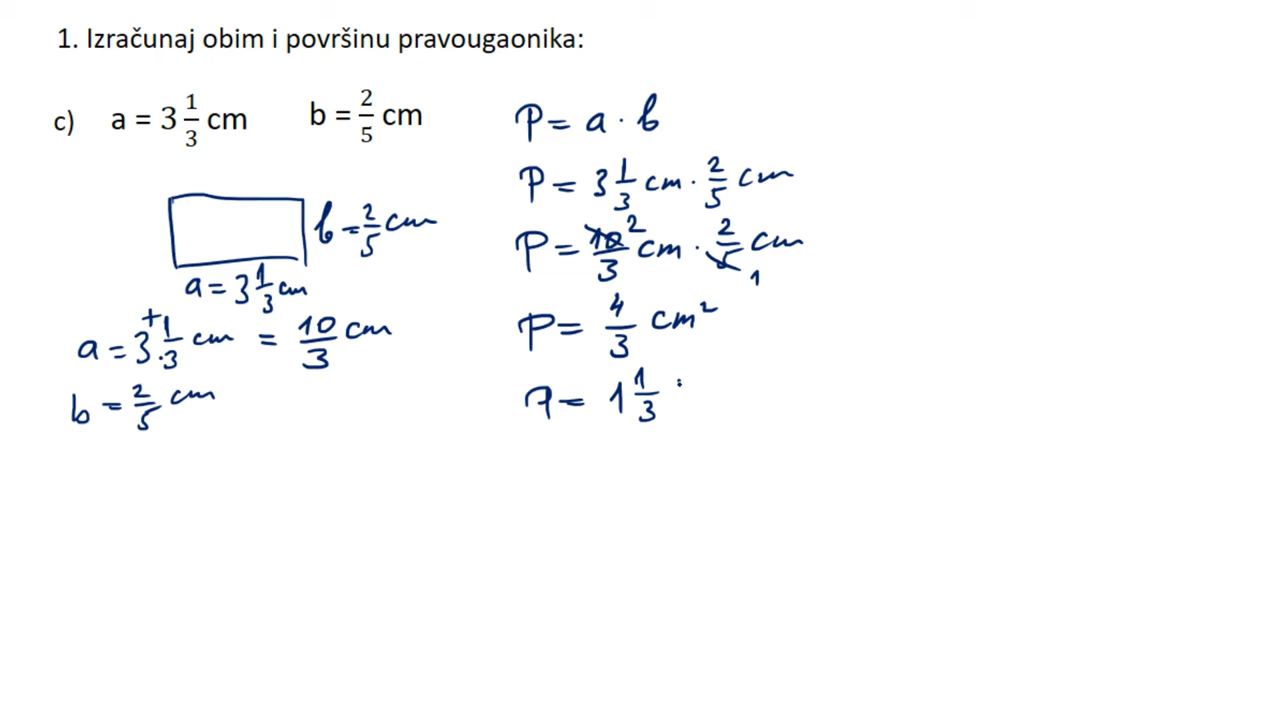 1. Izračunaj obim i površinu pravougaonika:
c) a = 3 1/3 cm b = 2/5 cm
b = 2/5 cm
a = 3 1/3 cm
a = 3 + 1/· 3 cm = 10/3 cm
b = 2/5 cm
P = a · b
P = 3 1/3 cm · 2/5 cm
P = 10 2/3 cm · 2/5 1 cm
P = 4/3 cm²
P = 1 1/3